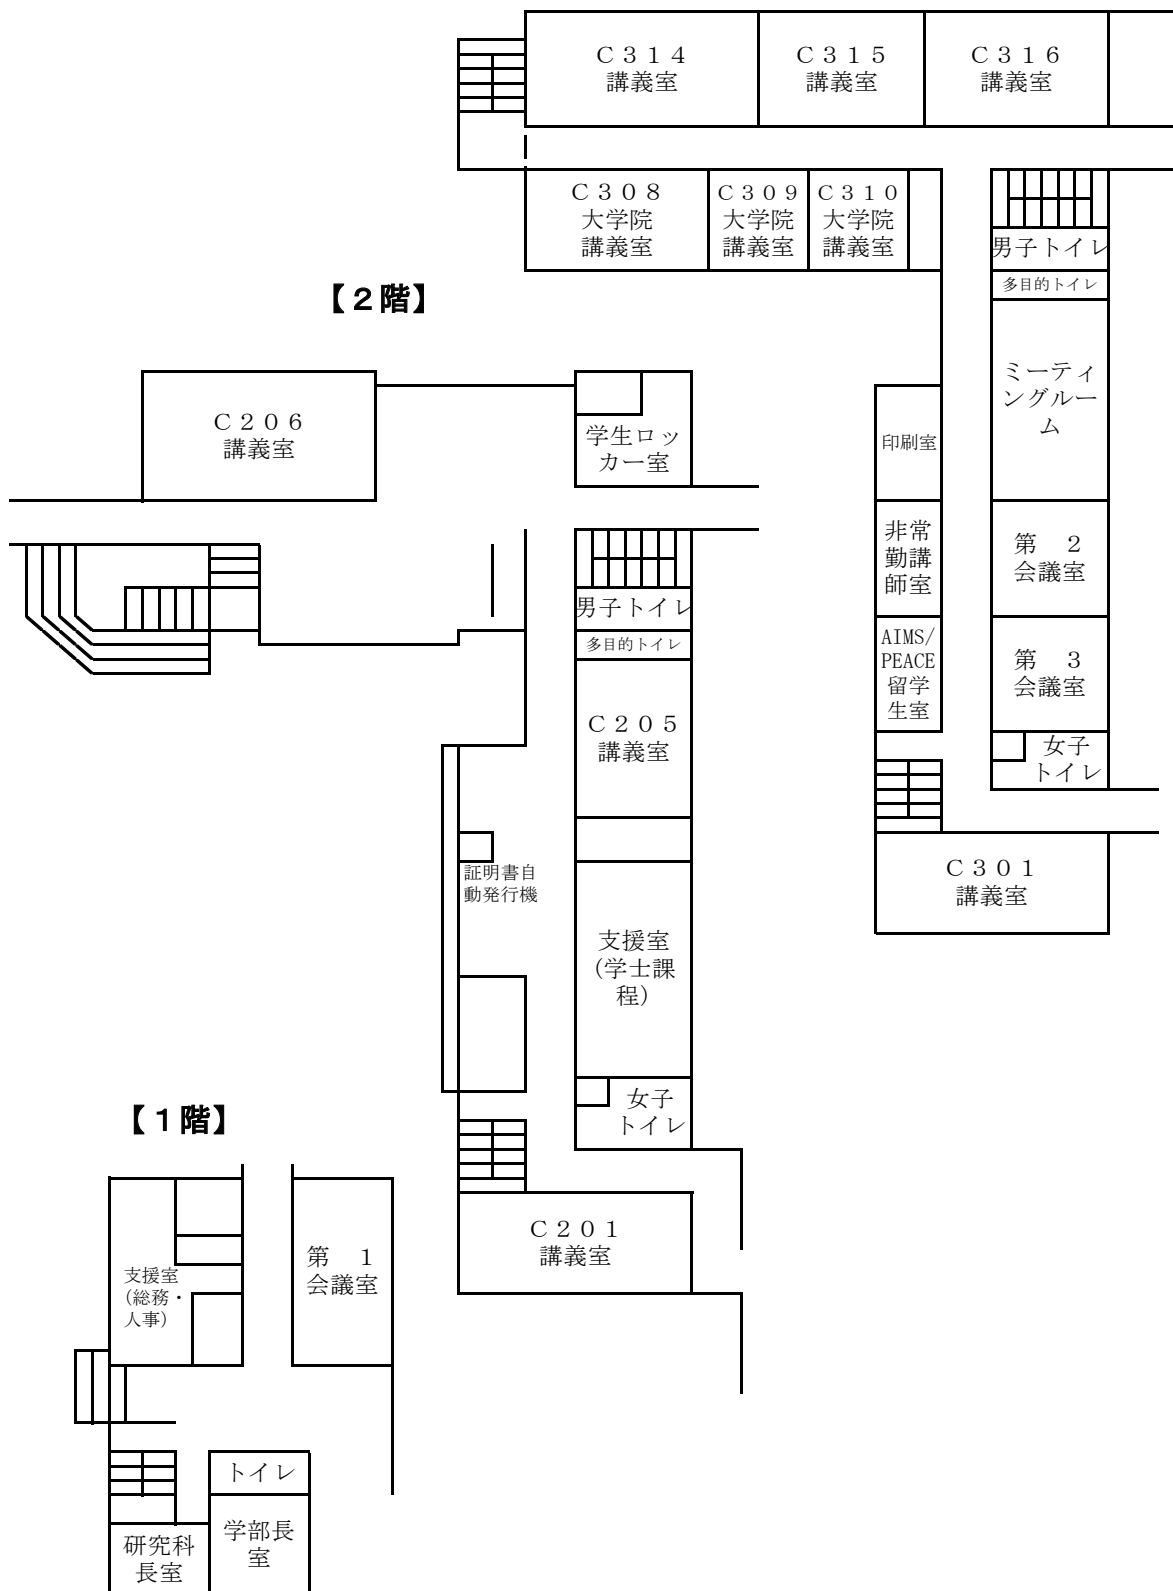 Ｃ３１４
講義室
Ｃ３１５
講義室
Ｃ３１６
講義室
Ｃ３０８
大学院
講義室
Ｃ３０９
大学院
講義室
Ｃ３１０
大学院
講義室
男子トイレ
多目的トイレ
ミーティ
ングルー
ム
印刷室
非常
勤講
師室
第　２
会議室
AIMS/
PEACE
留学
生室
第　３
会議室
女子
トイレ
Ｃ３０１
講義室
【２階】
Ｃ２０６
講義室
学生ロッ
カー室
男子トイレ
多目的トイレ
Ｃ２０５
講義室
証明書自
動発行機
支援室
（学士課
程）
女子
トイレ
Ｃ２０１
講義室
【１階】
支援室
（総務・
人事）
第　１
会議室
トイレ
研究科
長室
学部長
室